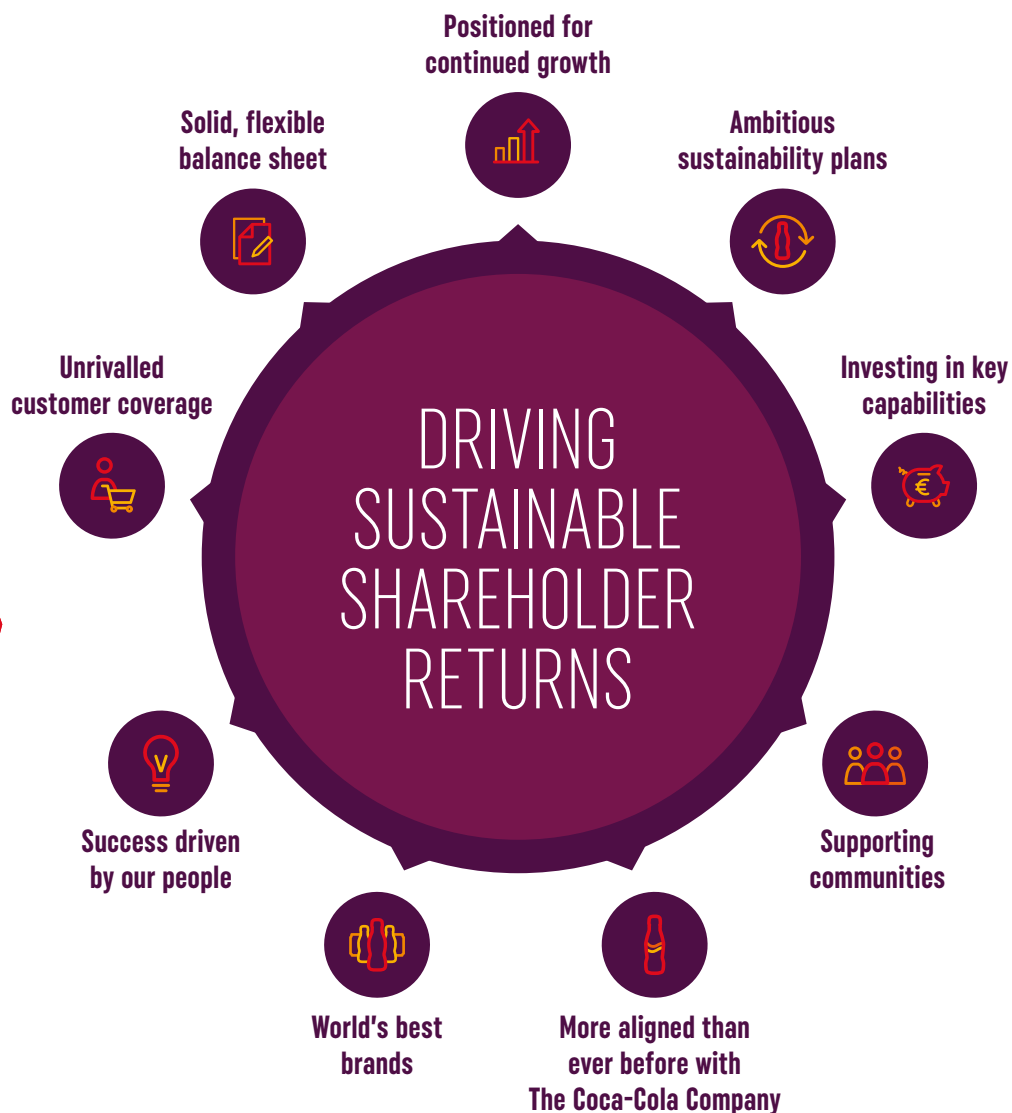 Positioned for
continued growth
Solid, flexible
balance sheet
Ambitious
sustainability plans
Unrivalled
customer coverage
Investing in key
capabilities
€
DRIVING
SUSTAINABLE
SHAREHOLDER
RETURNS
Success driven
by our people
Supporting
communities
World's best
brands
More aligned than
ever before with
The Coca-Cola Company